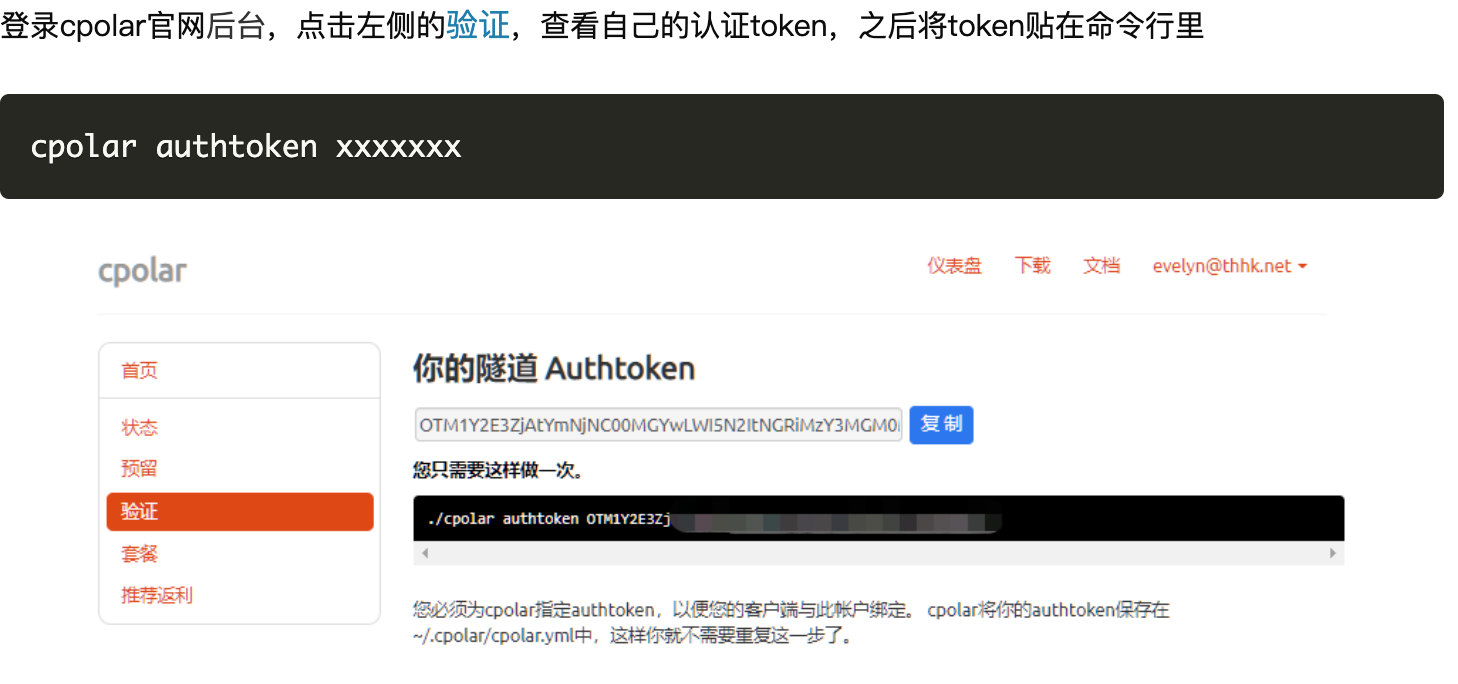 登录cpolar官网后台，点击左侧的验证，查看自己的认证token，之后将token贴在命令行里
cpolar authtoken xxxxxxx
cpolar
仪表盘 下载 文档 evelyn@thhk.net
首页
状态
预留
验证
套餐
推荐返利
你的隧道 Authtoken
OTM1Y2E3ZjAtYmNjNC00MGYwLWI5N2ItNGRiMzY3MGM0 复制
您只需要这样做一次。
./cpolar authtoken OTM1Y2E3Zj
您必须为cpolar指定authtoken，以便您的客户端与此帐户绑定。 cpolar将你的authtoken保存在
~/.cpolar/cpolar.yml中，这样你就不需要重复这一步了。